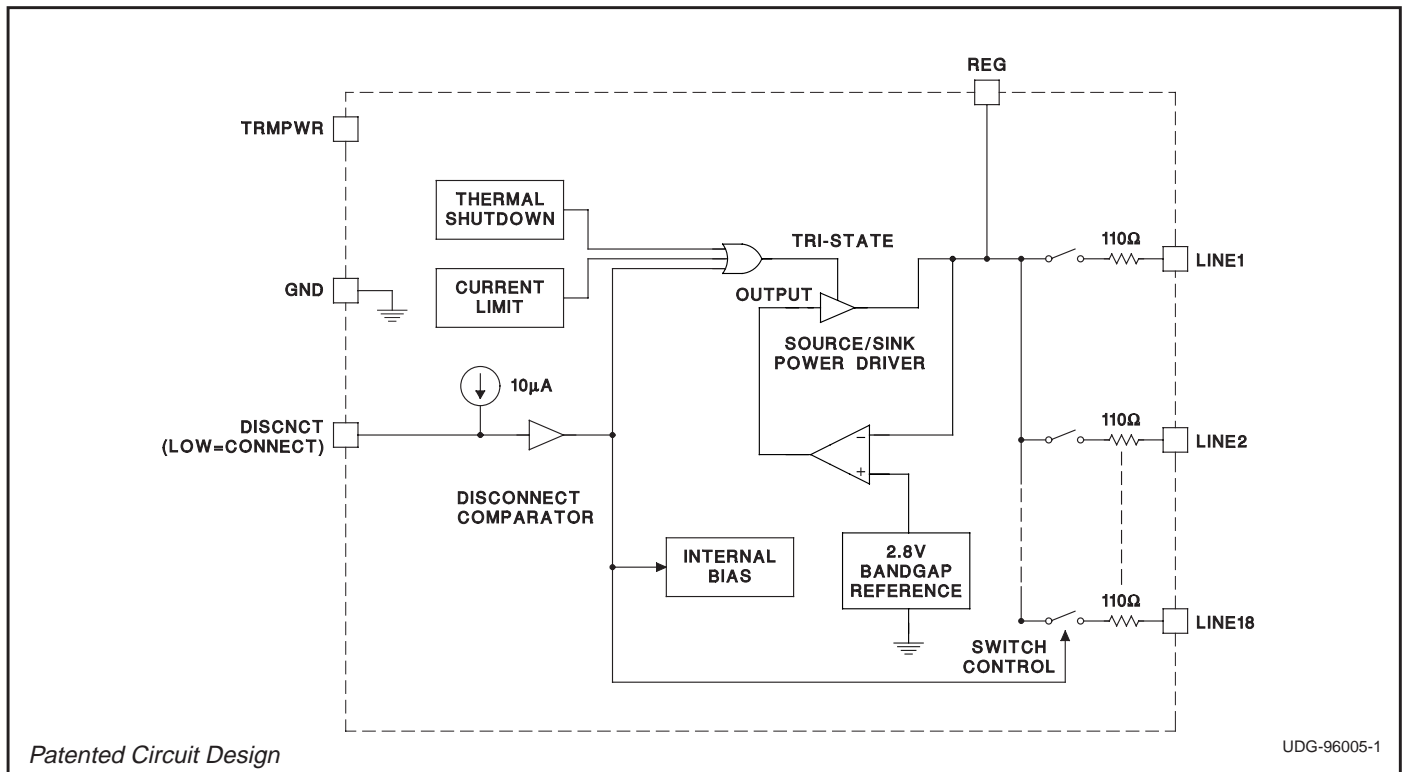 REG
TRMPWR
THERMAL
SHUTDOWN
TRI-STATE
110Ω
LINE1
GND
CURRENT
LIMIT
OUTPUT
SOURCE/SINK
POWER DRIVER
10µA
DISCNCT
(LOW=CONNECT)
110Ω
LINE2
−
+
DISCONNECT
COMPARATOR
INTERNAL
BIAS
2.8V
BANDGAP
REFERENCE
110Ω
LINE18
SWITCH
CONTROL
Patented Circuit Design
UDG-96005-1